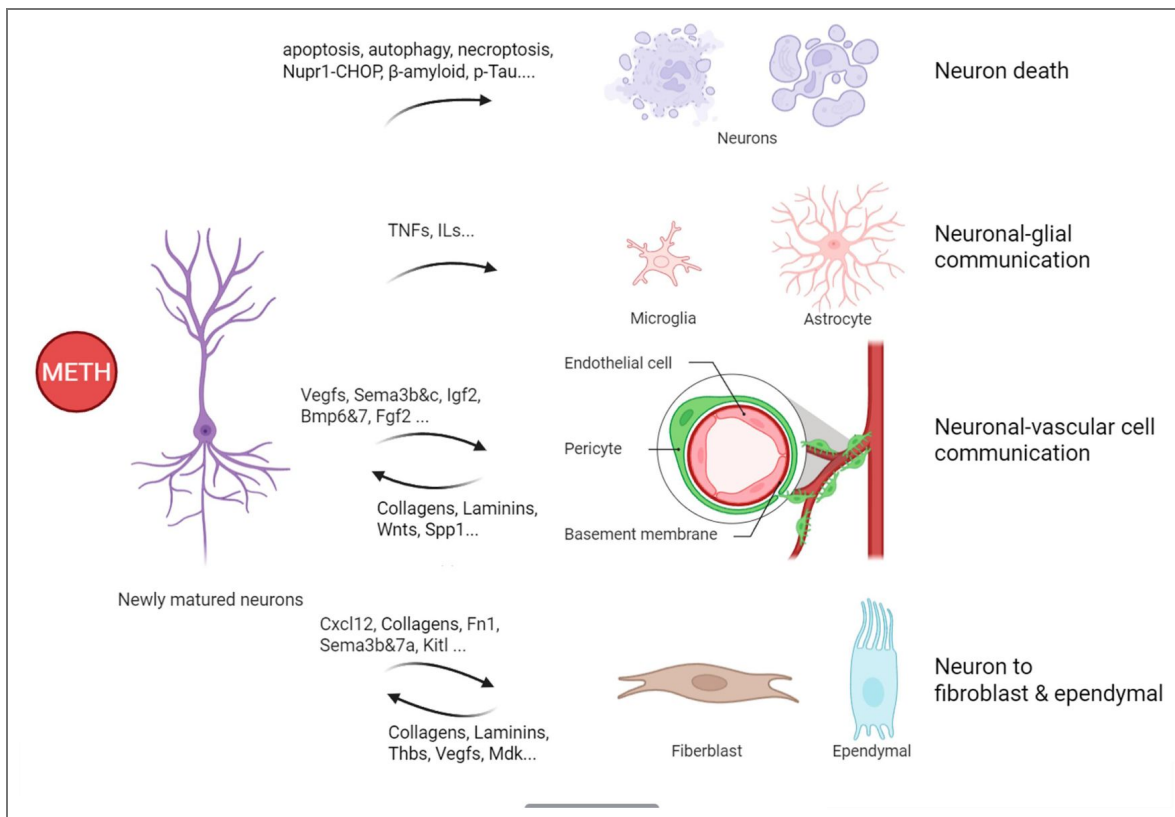 apoptosis, autophagy, necroptosis,
Nupr1-CHOP, β-amyloid, p-Tau....
Neurons
Neuron death
TNFs, ILs...
Microglia
Astrocyte
Neuronal-glial
communication
METH
Newly matured neurons
Vegfs, Sema3b&c, Igf2,
Bmp6&7, Fgf2 ...
Collagens, Laminins,
Wnts, Spp1...
Endothelial cell
Pericyte
Basement membrane
Neuronal-vascular cell
communication
Cxcl12, Collagens, Fn1,
Sema3b&7a, Kitl ...
Collagens, Laminins,
Thbs, Vegfs, Mdk...
Fiberblast
Ependymal
Neuron to
fibroblast & ependymal